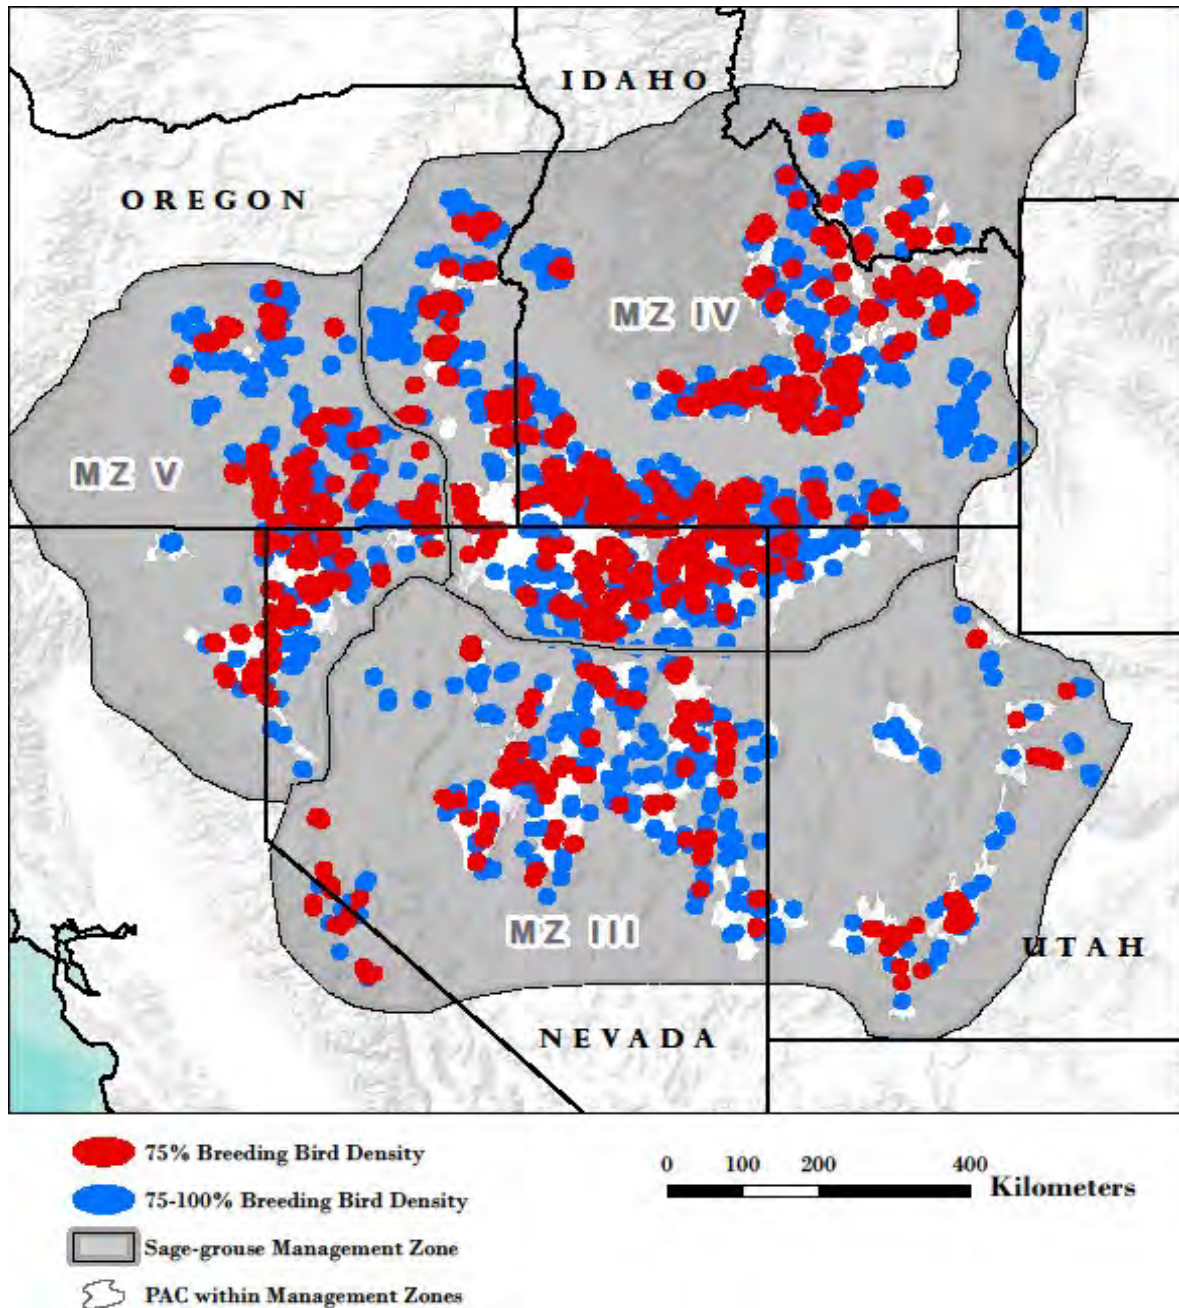 IDAHO
OREGON
MZ IV
MZ V
MZ III
UTAH
NEVADA
75% Breeding Bird Density
75-100% Breeding Bird Density
Sage-grouse Management Zone
PAC within Management Zones
0 100 200 400
Kilometers